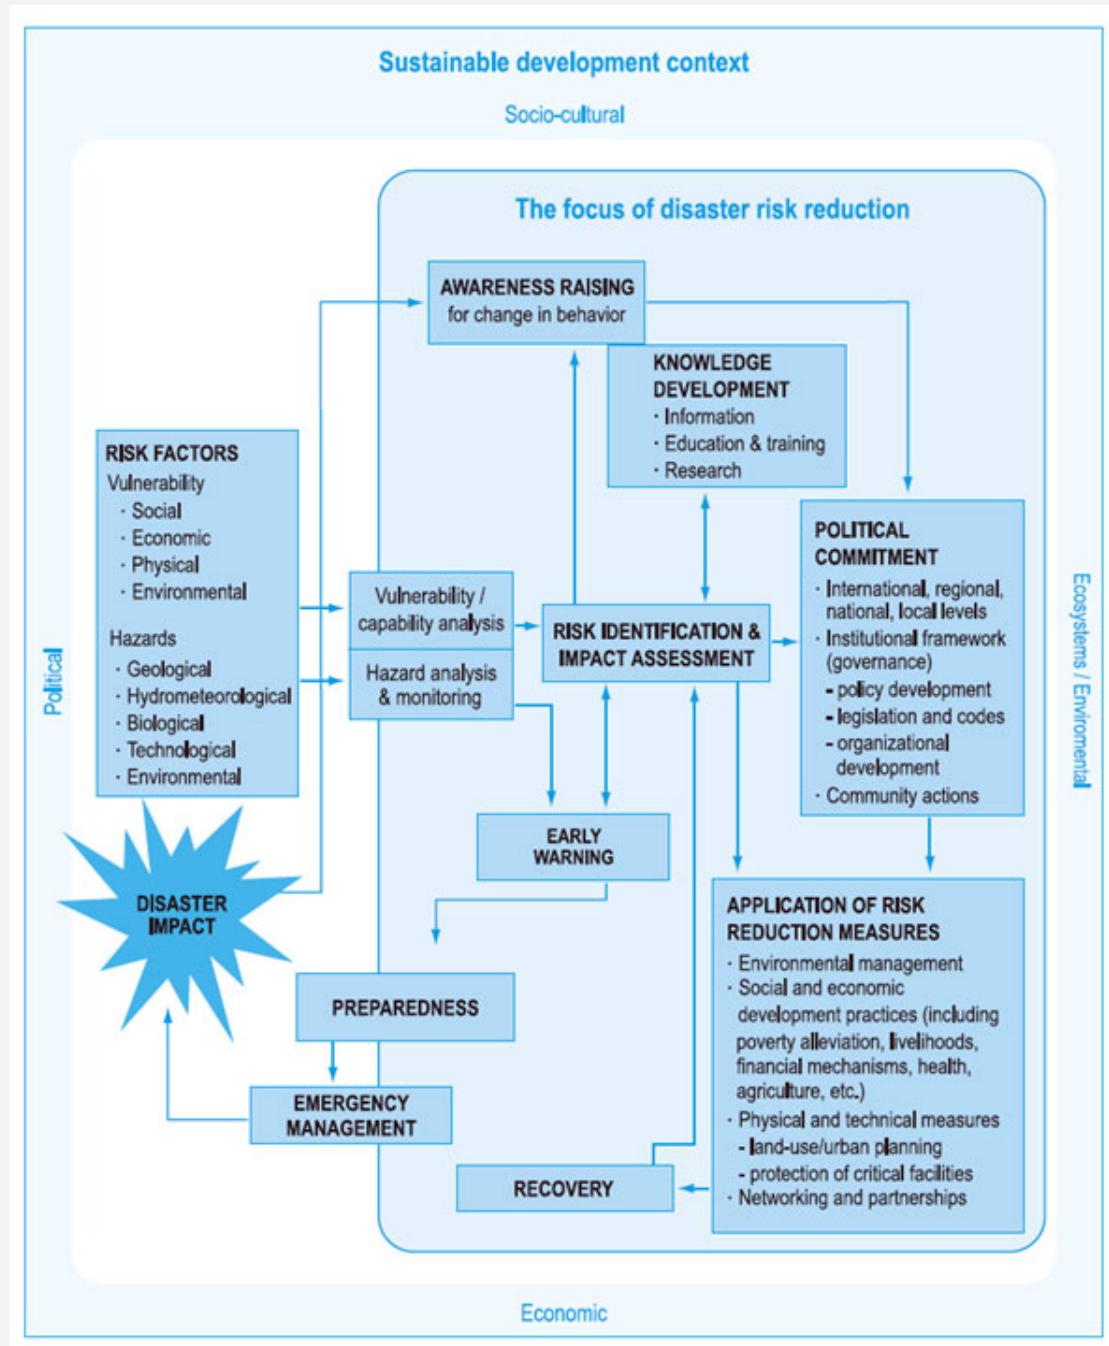 Sustainable development context
Socio-cultural
The focus of disaster risk reduction
AWARENESS RAISING
for change in behavior
KNOWLEDGE
DEVELOPMENT
· Information
· Education & training
· Research
RISK FACTORS
Vulnerability
· Social
· Economic
· Physical
· Environmental
Hazards
· Geological
· Hydrometeorological
· Biological
· Technological
· Environmental
Vulnerability /
capability analysis
Hazard analysis
& monitoring
RISK IDENTIFICATION &
IMPACT ASSESSMENT
POLITICAL
COMMITMENT
· International, regional,
national, local levels
· Institutional framework
(governance)
- policy development
- legislation and codes
- organizational
development
· Community actions
Political
Ecosystems / Enviromental
EARLY
WARNING
DISASTER
IMPACT
APPLICATION OF RISK
REDUCTION MEASURES
· Environmental management
· Social and economic
development practices (including
poverty alleviation, livelihoods,
financial mechanisms, health,
agriculture, etc.)
· Physical and technical measures
- land-use/urban planning
- protection of critical facilities
· Networking and partnerships
PREPAREDNESS
EMERGENCY
MANAGEMENT
RECOVERY
Economic